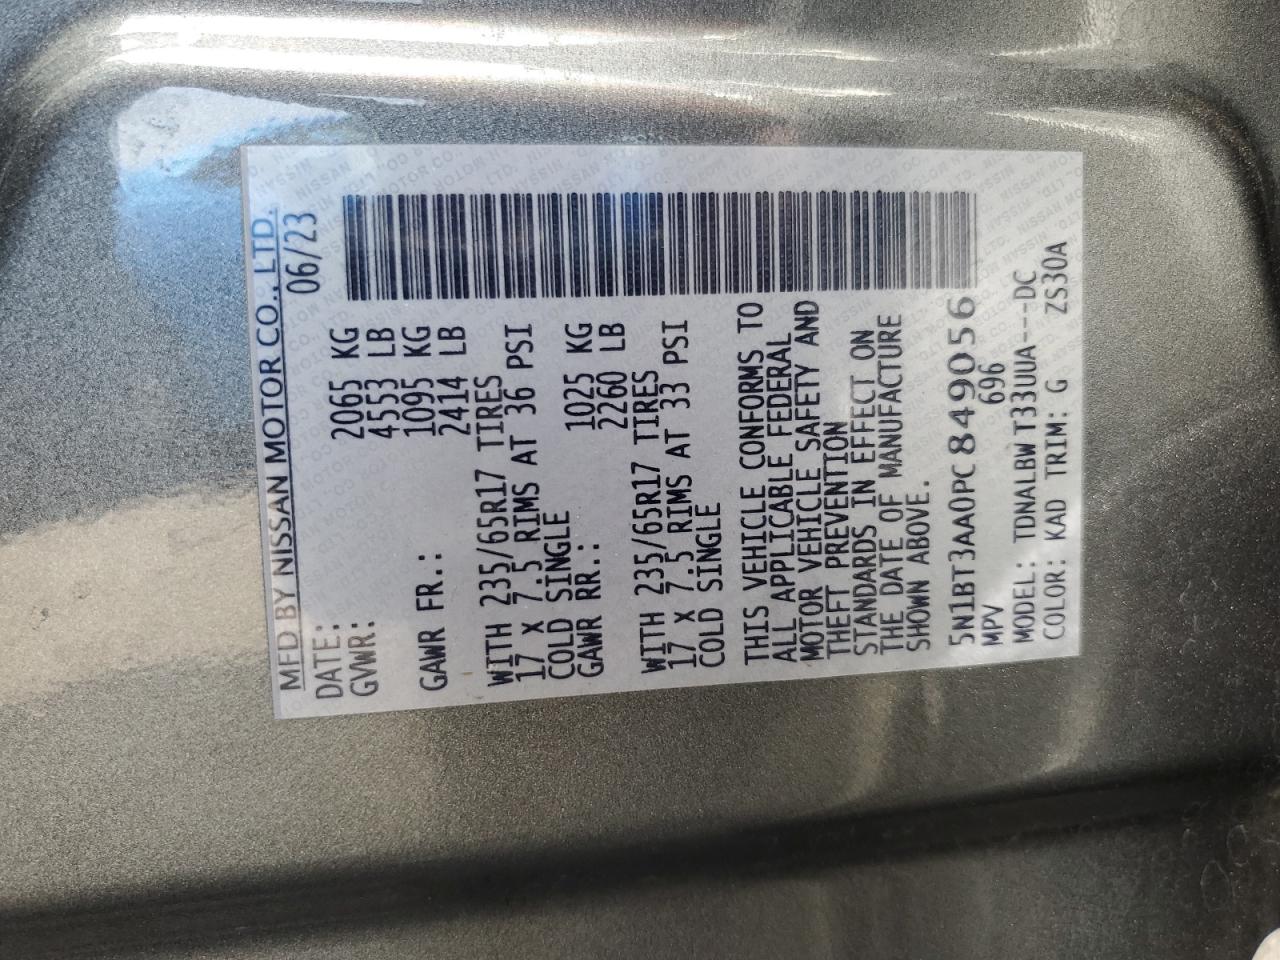 MFD BY NISSAN MOTOR CO., LTD.
DATE: 06/23
GVWR: 2065 KG
4553 LB
GAWR FR.: 1095 KG
2414 LB
WITH 235/65R17 TIRES
17 X 7.5 RIMS AT 36 PSI
COLD SINGLE
GAWR RR.: 1025 KG
2260 LB
WITH 235/65R17 TIRES
17 X 7.5 RIMS AT 33 PSI
COLD SINGLE
THIS VEHICLE CONFORMS TO
ALL APPLICABLE FEDERAL
MOTOR VEHICLE SAFETY AND
THEFT PREVENTION
STANDARDS IN EFFECT ON
THE DATE OF MANUFACTURE
SHOWN ABOVE.
5N1BT3AA0PC849056
MPV 696
MODEL: TDNALBW T33UUA---DC
COLOR: KAD TRIM: G ZS30A